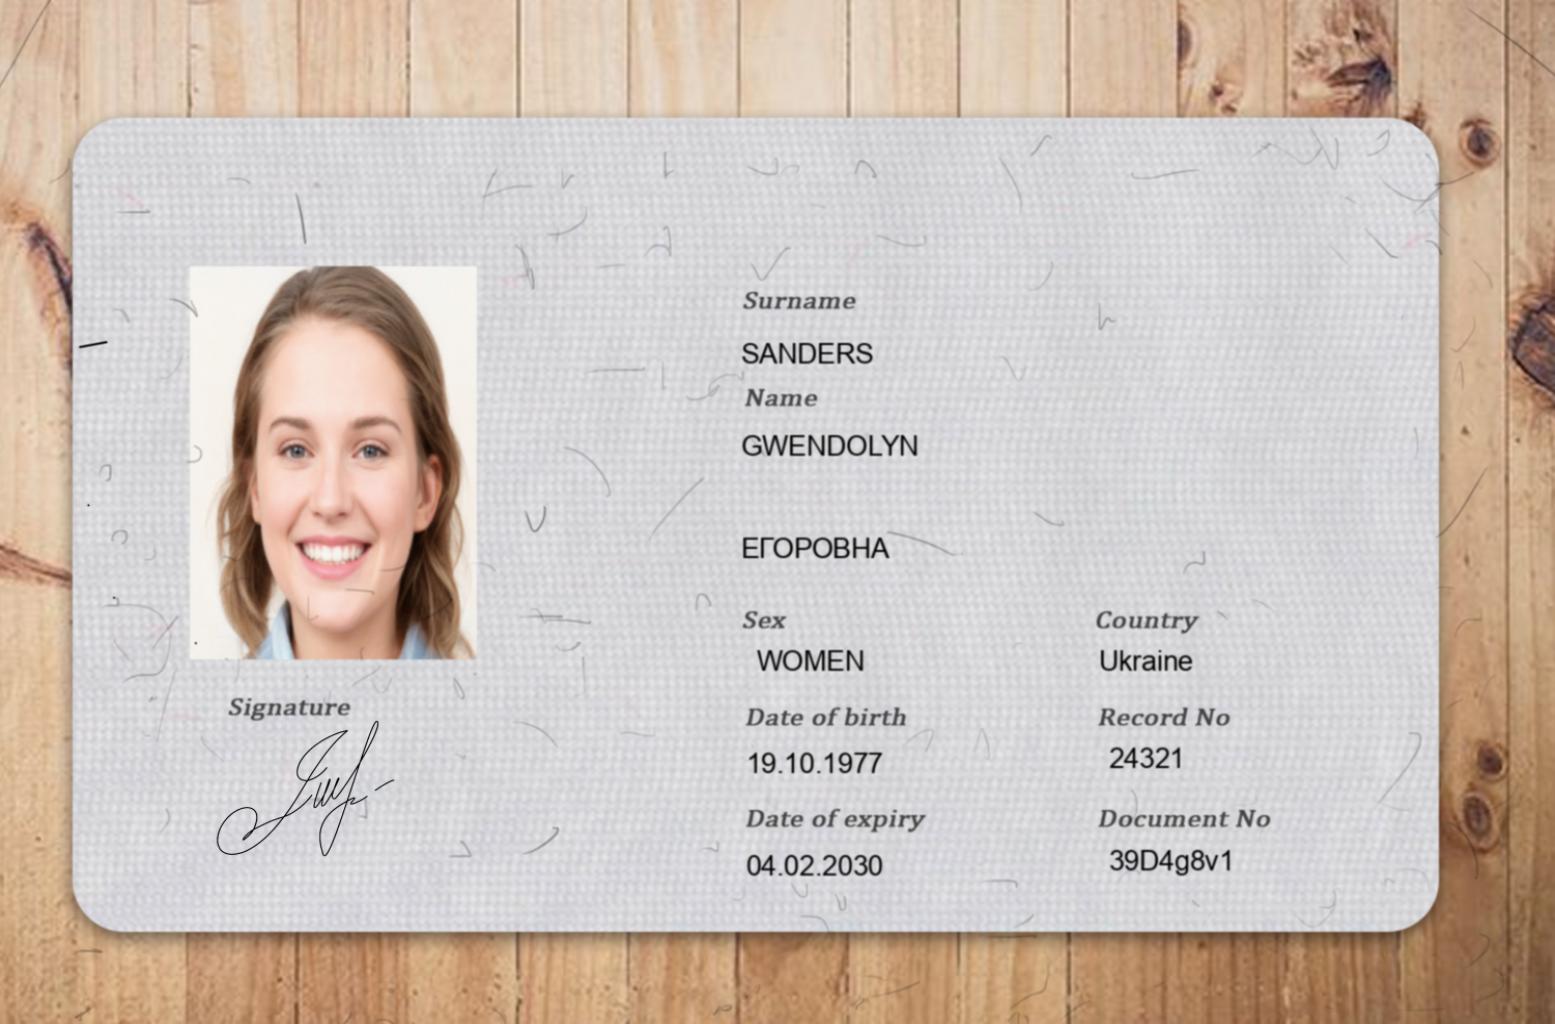 Surname
SANDERS
Name
GWENDOLYN
ЕГОРОВНА
Sex Country
WOMEN Ukraine
Date of birth Record No
19.10.1977 24321
Date of expiry Document No
04.02.2030 39D4g8v1
Signature